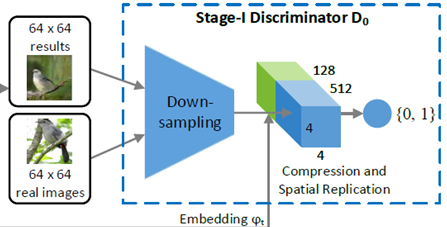 Stage-I Discriminator D₀
64 x 64
results
64 x 64
real images
Down-
sampling
128
512
4
4
{0, 1}
Compression and
Spatial Replication
Embedding φₜ